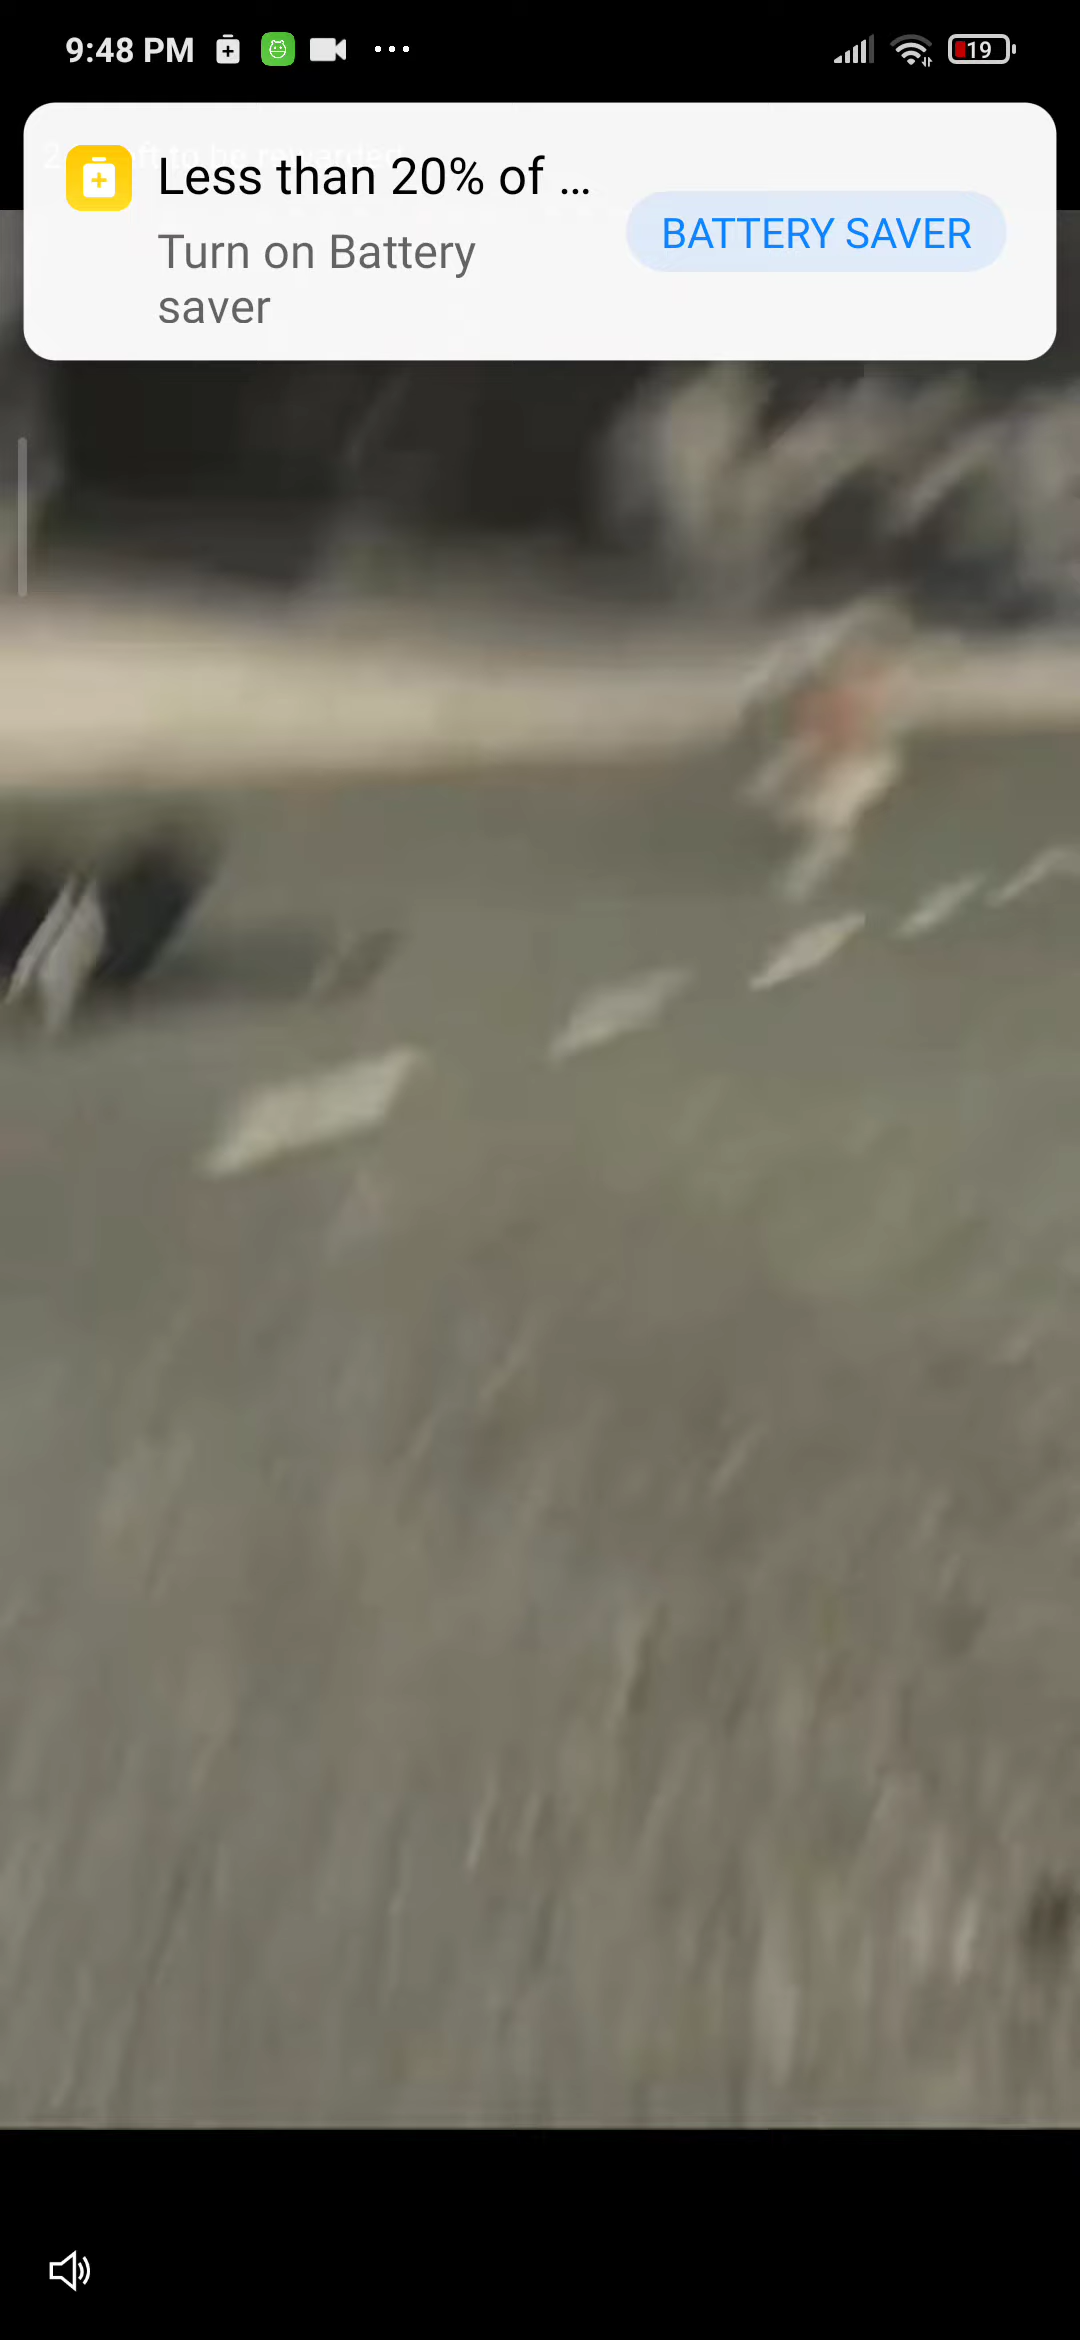 9:48 PM
19
Less than 20% of ...
Turn on Battery
saver
BATTERY SAVER